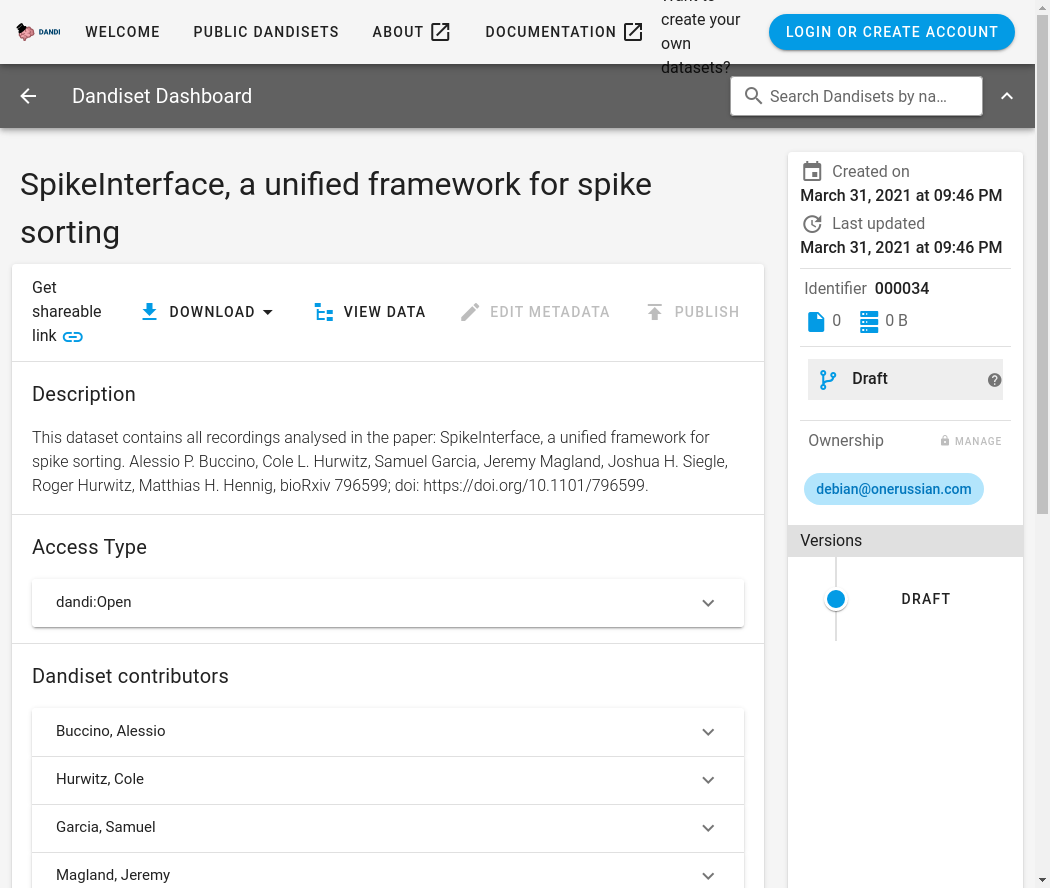 DANDI
WELCOME
PUBLIC DANDISETS
ABOUT
DOCUMENTATION
create your
own
datasets?
LOGIN OR CREATE ACCOUNT
Dandiset Dashboard
Search Dandisets by na...
SpikeInterface, a unified framework for spike
sorting
Get
shareable
link
DOWNLOAD
VIEW DATA
EDIT METADATA
PUBLISH
Description
This dataset contains all recordings analysed in the paper: SpikeInterface, a unified framework for
spike sorting. Alessio P. Buccino, Cole L. Hurwitz, Samuel Garcia, Jeremy Magland, Joshua H. Siegle,
Roger Hurwitz, Matthias H. Hennig, bioRxiv 796599; doi: https://doi.org/10.1101/796599.
Access Type
dandi:Open
Dandiset contributors
Buccino, Alessio
Hurwitz, Cole
Garcia, Samuel
Magland, Jeremy
Created on
March 31, 2021 at 09:46 PM
Last updated
March 31, 2021 at 09:46 PM
Identifier 000034
0
0 B
Draft
Ownership
MANAGE
debian@onerussian.com
Versions
DRAFT